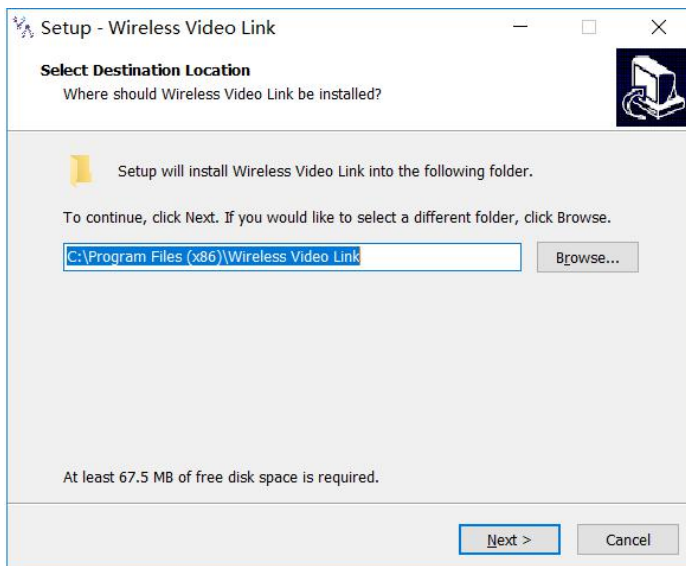 Setup - Wireless Video Link
Select Destination Location
Where should Wireless Video Link be installed?
Setup will install Wireless Video Link into the following folder.
To continue, click Next. If you would like to select a different folder, click Browse.
C:\Program Files (x86)\Wireless Video Link
Browse...
At least 67.5 MB of free disk space is required.
Next >
Cancel